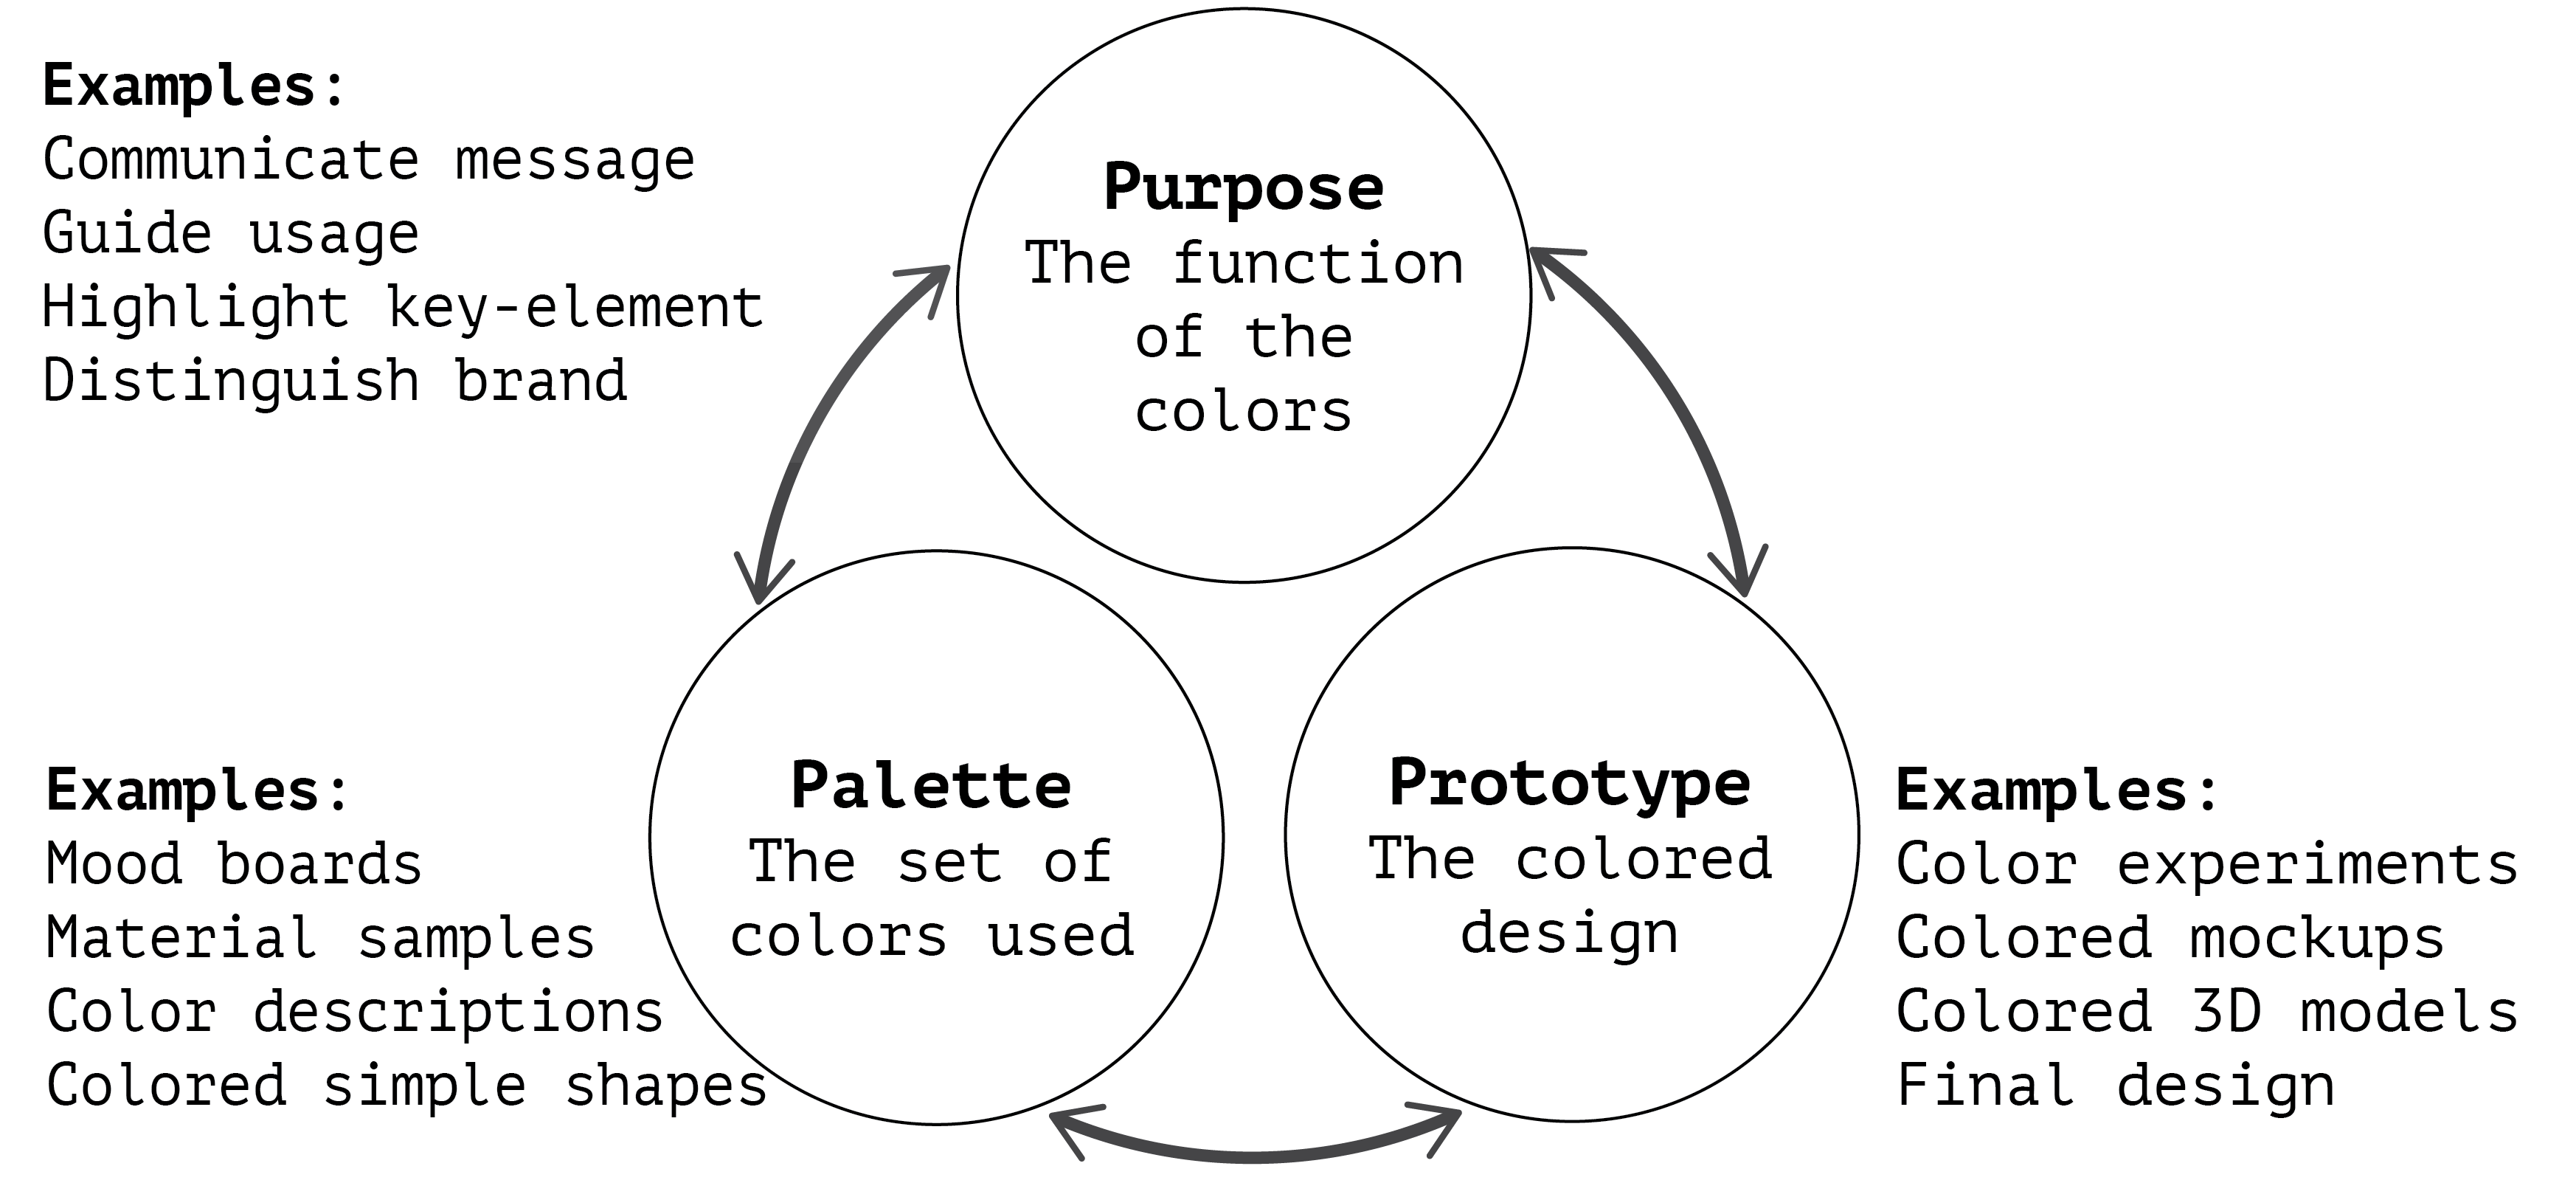 Examples:
Communicate message
Guide usage
Highlight key-element
Distinguish brand
Purpose
The function
of the
colors
Examples:
Mood boards
Material samples
Color descriptions
Colored simple shapes
Palette
The set of
colors used
Prototype
The colored
design
Examples:
Color experiments
Colored mockups
Colored 3D models
Final design